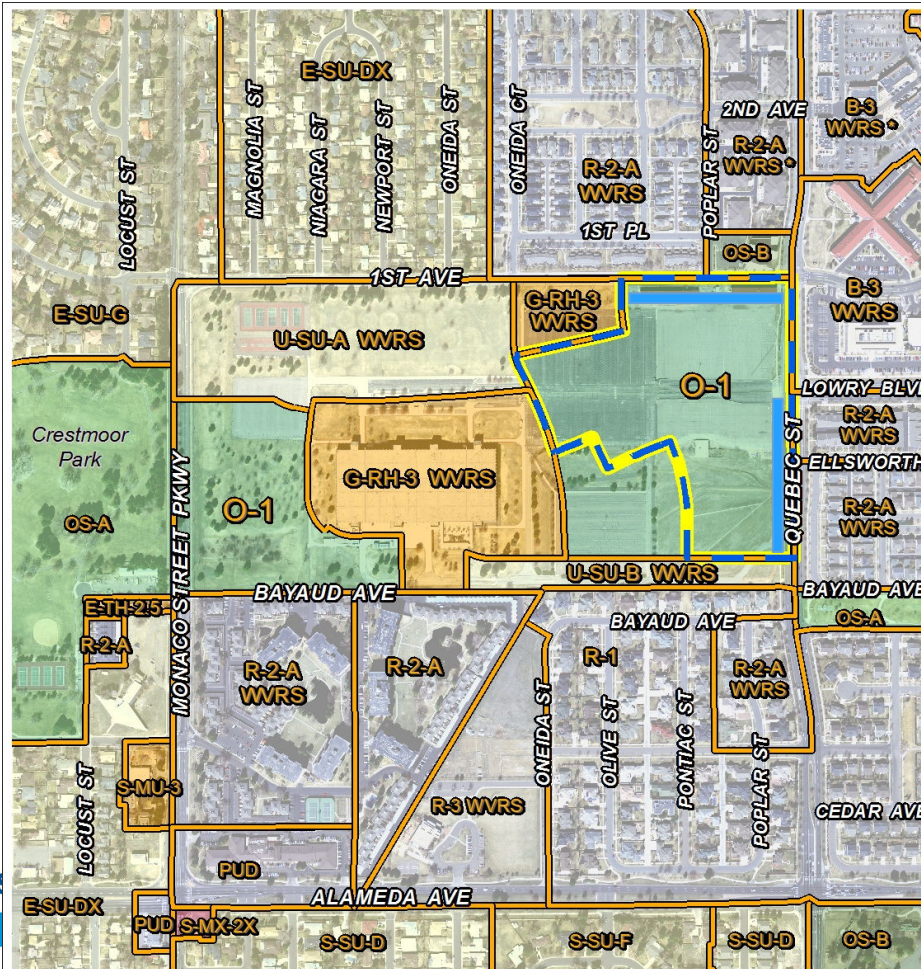 E-SU-DX
MAGNOLIA ST
NIAGARA ST
NEWPORT ST
ONEIDA ST
ONEIDA CT
LOCUST ST
2ND AVE
B-3
WVRS *
R-2-A
WVRS *
POPLAR ST
R-2-A
WVRS
1ST PL
OS-B
1ST AVE
E-SU-G
G-RH-3
WVRS
B-3
WVRS
U-SU-A WVRS
O-1
LOWRY BLV
R-2-A
WVRS
Crestmoor
Park
QUEBEC ST
ELLSWORTH
G-RH-3 WVRS
O-1
OS-A
MONACO STREET PKWY
R-2-A
WVRS
U-SU-B WVRS
BAYAUD AVE
BAYAUD AVE
E-TH-2.5
BAYAUD AVE
OS-A
R-2-A
R-2-A
WVRS
R-2-A
R-1
R-2-A
WVRS
ONEIDA ST
OLIVE ST
PONTIAC ST
POPLAR ST
S-MU-3
LOCUST ST
R-3 WVRS
CEDAR AVE
PUD
ALAMEDA AVE
E-SU-DX
PUD
S-MX-2X
S-SU-D
S-SU-F
S-SU-D
OS-B